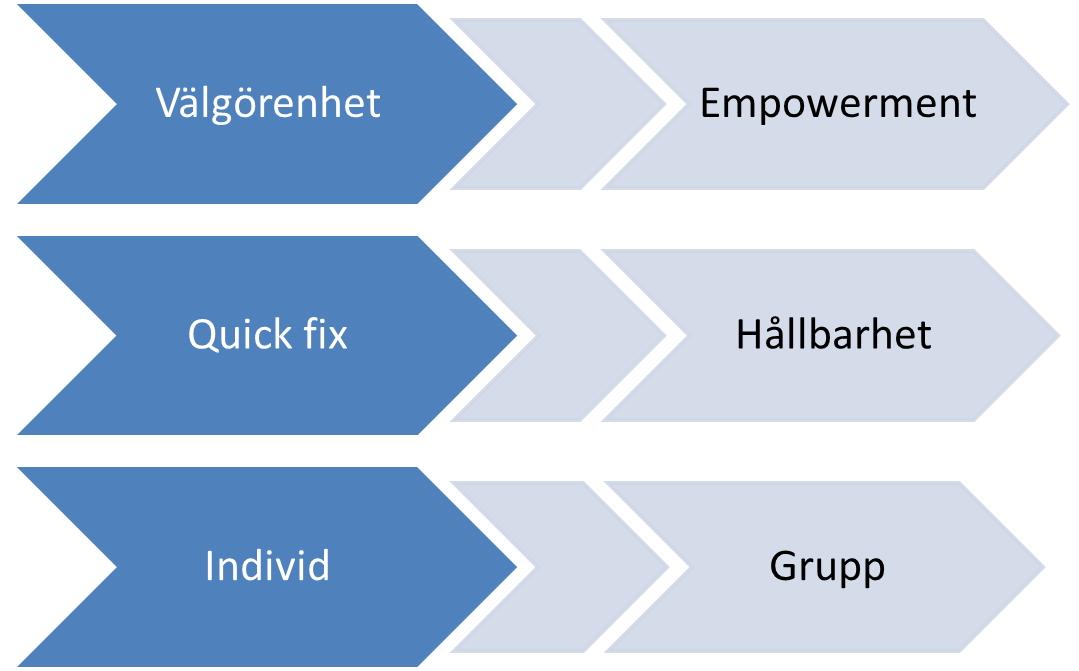 Välgörenhet
Empowerment
Quick fix
Hållbarhet
Individ
Grupp